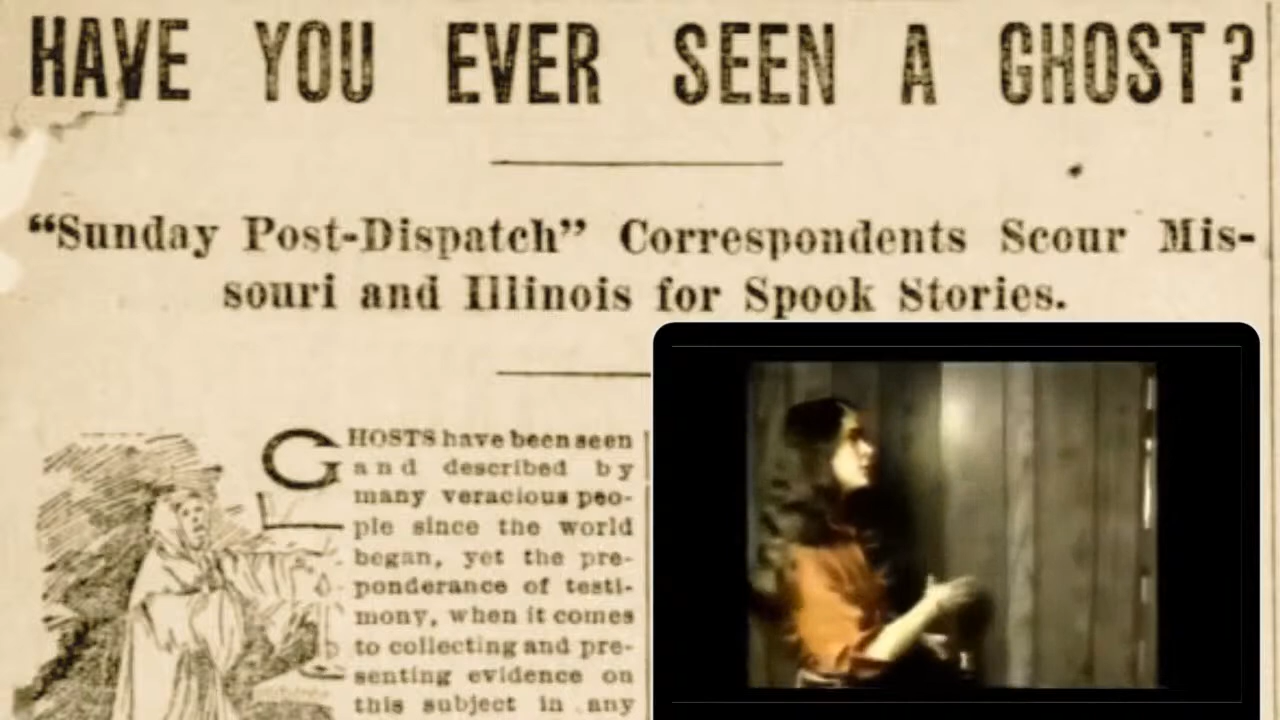 HAVE YOU EVER SEEN A GHOST?
“Sunday Post-Dispatch” Correspondents Scour Mis-
souri and Illinois for Spook Stories.
GHOSTS have been seen
and described by
many veracious peo-
ple since the world
began, yet the pre-
ponderance of testi-
mony, when it comes
to collecting and pre-
senting evidence on
this subject in any